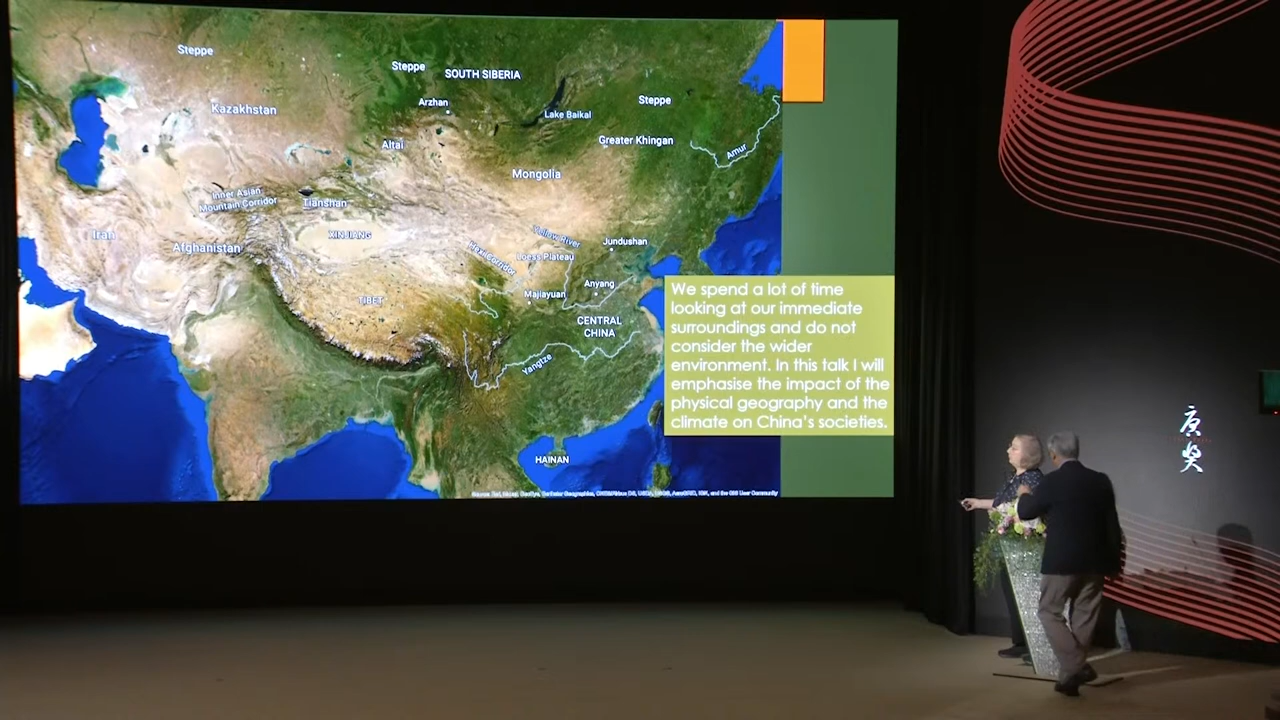 Steppe
Steppe
SOUTH SIBERIA
Kazakhstan
Arzhan
Lake Baikal
Steppe
Altai
Greater Khingan
Amur
Mongolia
Inner Asian
Mountain Corridor
Tianshan
Iran
Afghanistan
XINJIANG
Yellow River
Jundushan
Hexi Corridor
Loess Plateau
TIBET
Majiayuan
Anyang
CENTRAL
CHINA
Yangtze
HAINAN
We spend a lot of time
looking at our immediate
surroundings and do not
consider the wider
environment. In this talk I will
emphasise the impact of the
physical geography and the
climate on China's societies.